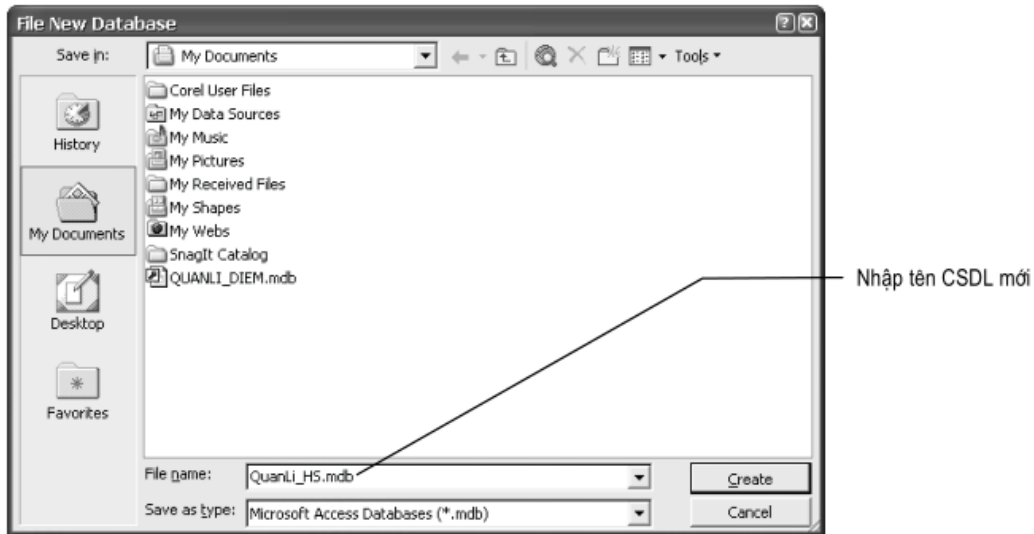 File New Database
Save in:
My Documents
Tools
History
My Documents
Desktop
Favorites
Corel User Files
My Data Sources
My Music
My Pictures
My Received Files
My Shapes
My Webs
SnagIt Catalog
QUANLI_DIEM.mdb
Nhập tên CSDL mới
File name:
QuanLi_HS.mdb
Create
Save as type:
Microsoft Access Databases (*.mdb)
Cancel